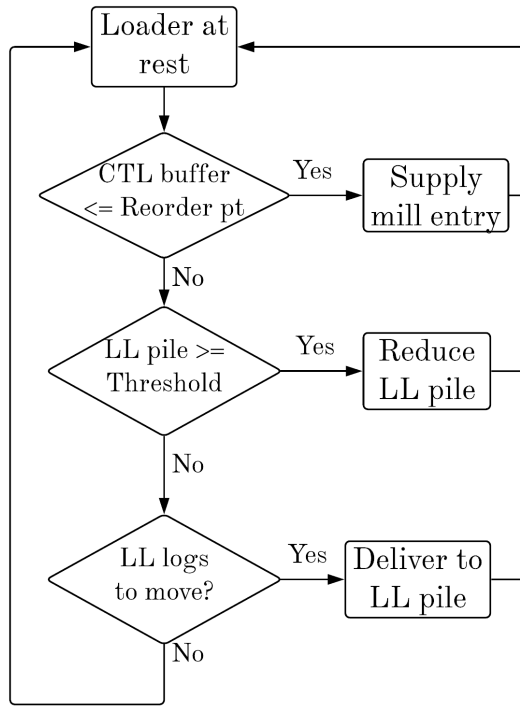 Loader at
rest
CTL buffer
<= Reorder pt
Yes
Supply
mill entry
No
LL pile >=
Threshold
Yes
Reduce
LL pile
No
LL logs
to move?
Yes
Deliver to
LL pile
No